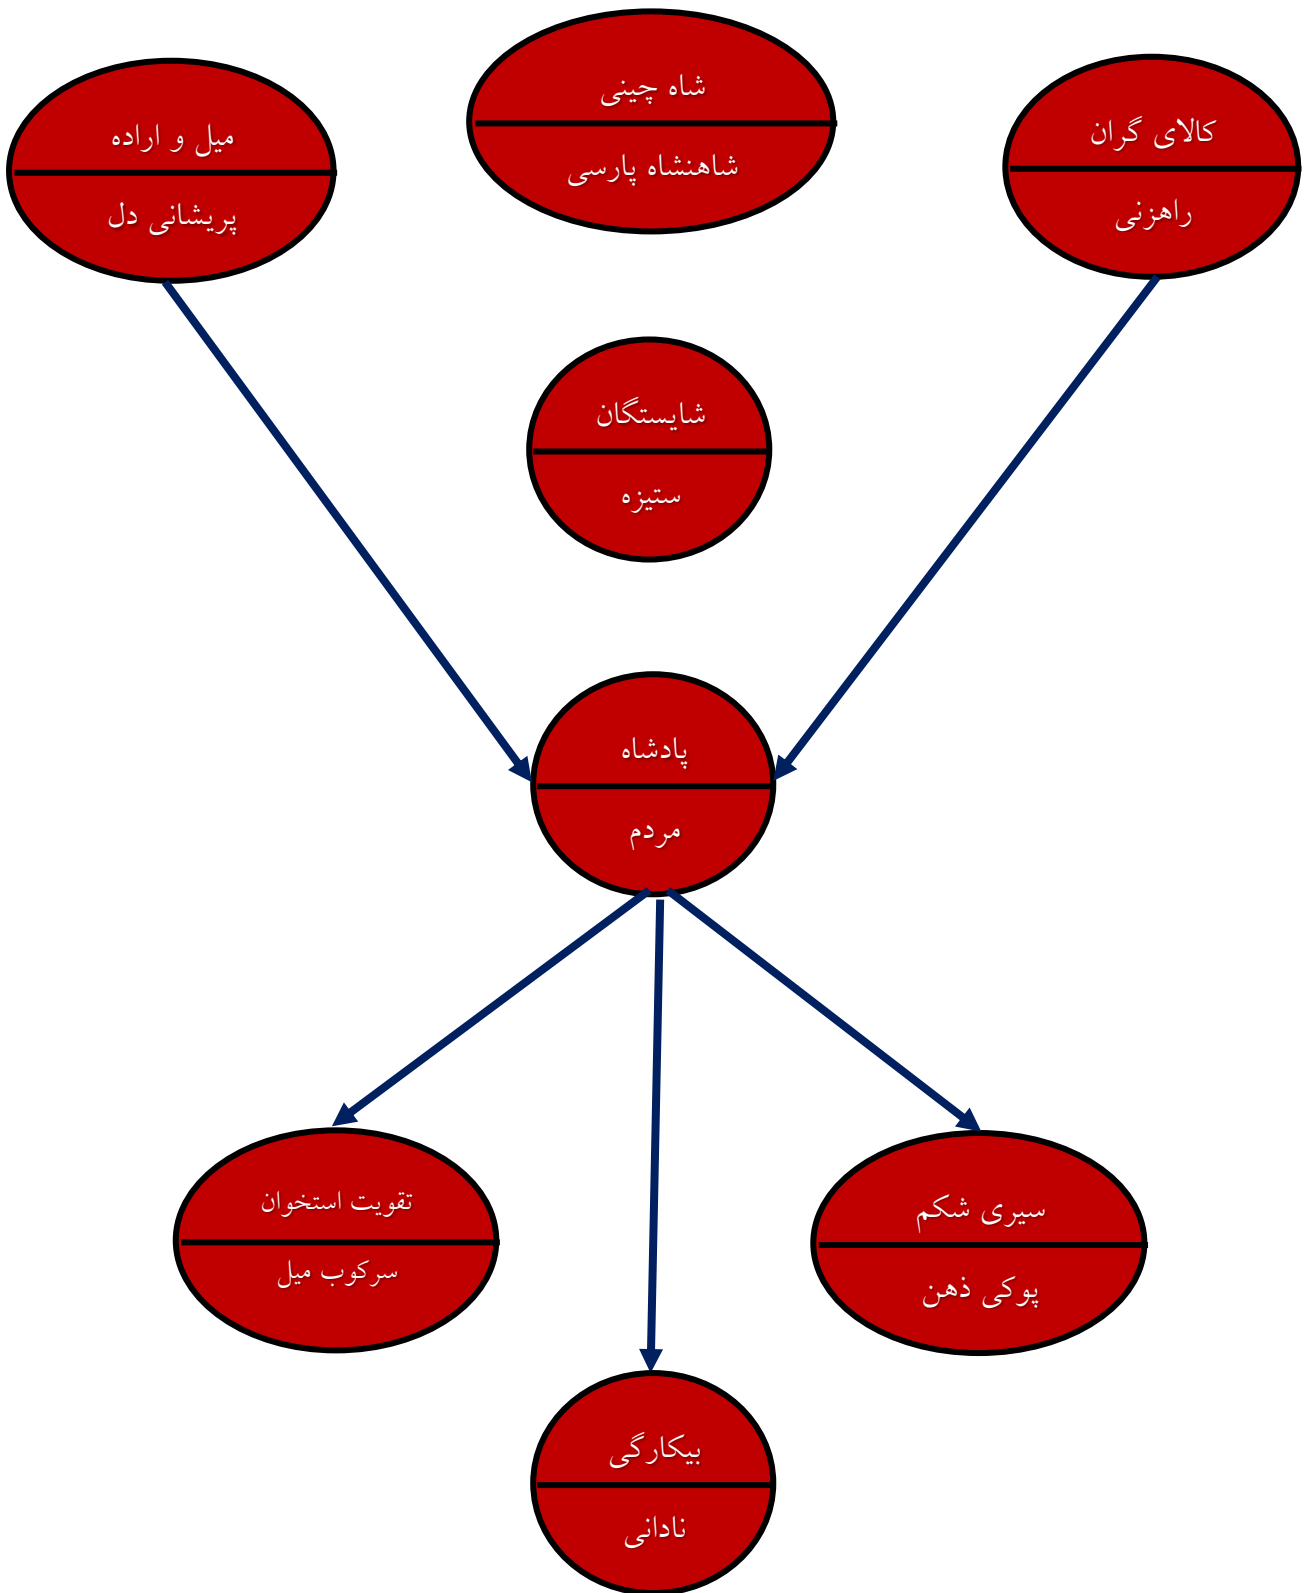 شاه چینی
شاهنشاه پارسی
کالای گران
راهزنی
میل و اراده
پریشانی دل
شایستگان
ستیزه
پادشاه
مردم
سیری شکم
پوکی ذهن
تقویت استخوان
سرکوب میل
بیکارگی
نادانی